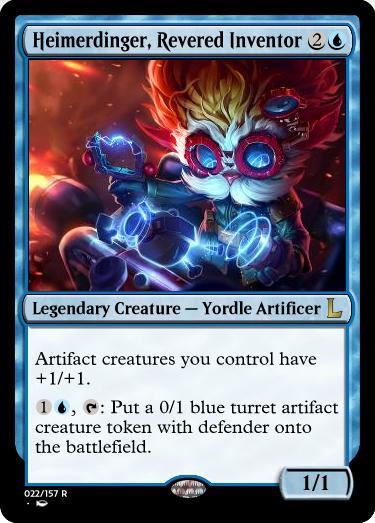 Heimerdinger, Revered Inventor 2
Legendary Creature — Yordle Artificer L
Artifact creatures you control have
+1/+1.
1, : Put a 0/1 blue turret artifact
creature token with defender onto
the battlefield.
1/1
022/157 R